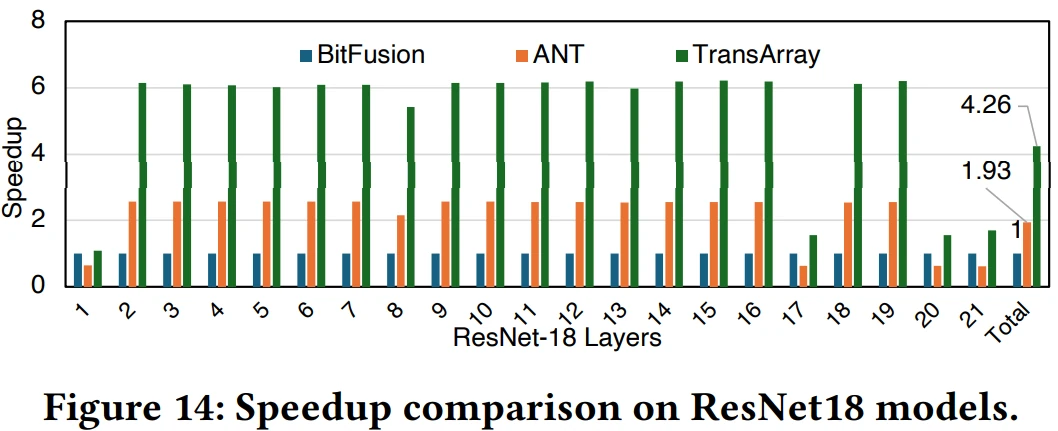 8
BitFusion ANT TransArray
6
4.26
4
1.93
2
1
0
Speedup
1 2 3 4 5 6 7 8 9 10 11 12 13 14 15 16 17 18 19 20 21 Total
ResNet-18 Layers
Figure 14: Speedup comparison on ResNet18 models.